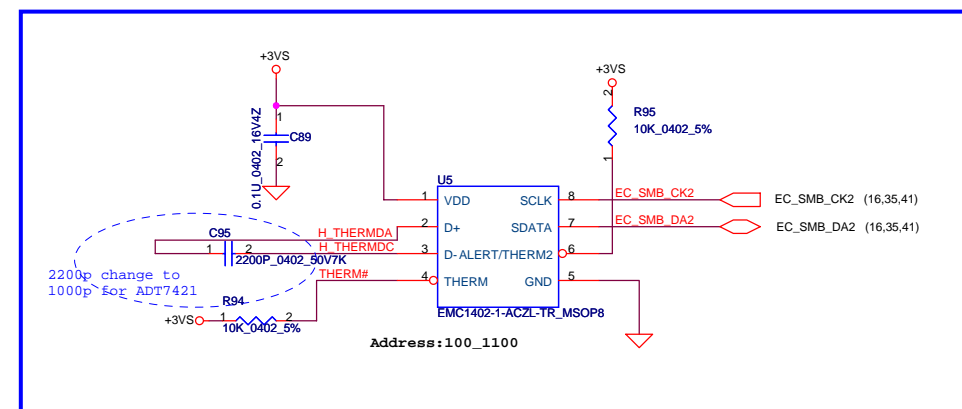 +3VS
1
0.1U_0402_16V4Z
C89
2
+3VS
2
R95
10K_0402_5%
1
U5
1
VDD
SCLK
8
EC_SMB_CK2
EC_SMB_CK2 (16,35,41)
2
D+
SDATA
7
EC_SMB_DA2
EC_SMB_DA2 (16,35,41)
H_THERMDA
C95
1
2
H_THERMDC
2200P_0402_50V7K
3
D-
ALERT/THERM2
6
THERM#
4
THERM
GND
5
2200p change to
1000p for ADT7421
R94
+3VS
1
2
10K_0402_5%
EMC1402-1-ACZL-TR_MSOP8
Address:100_1100